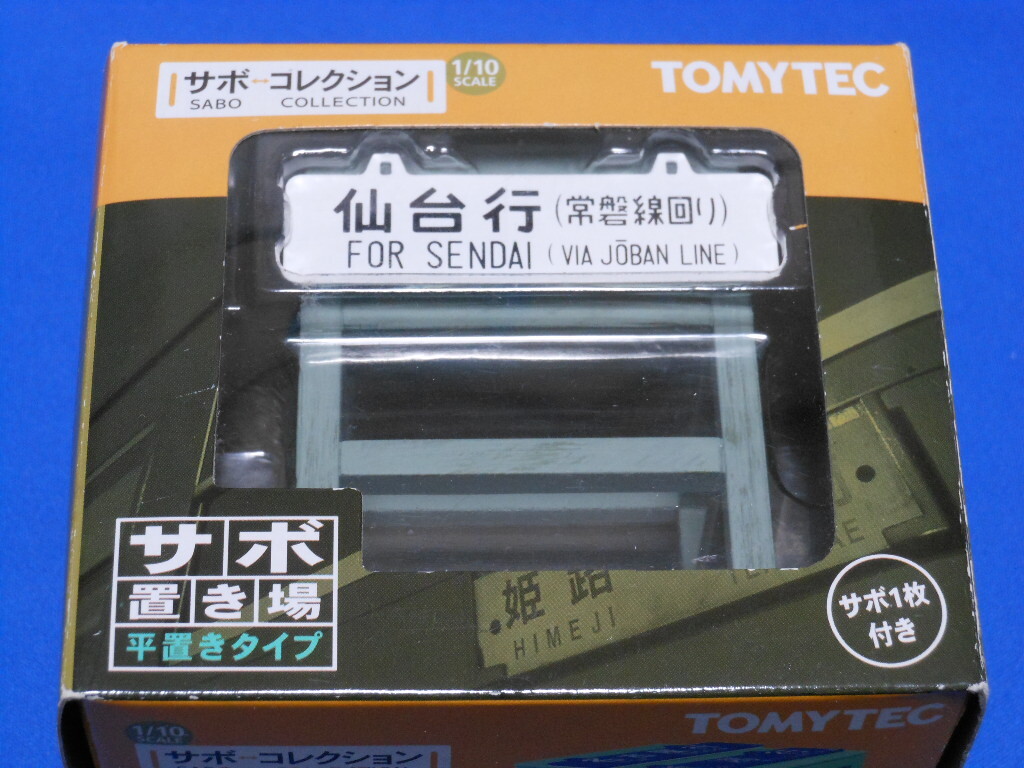 サボ↔コレクション
SABO COLLECTION
1/10
SCALE
TOMYTEC
仙台行(常磐線回り)
FOR SENDAI (VIA JŌBAN LINE)
サボ
置き場
平置きタイプ
姫路
HIMEJI
サボ1枚
付き
1/10
SCALE
サボ↔コレクション
TOMYTEC